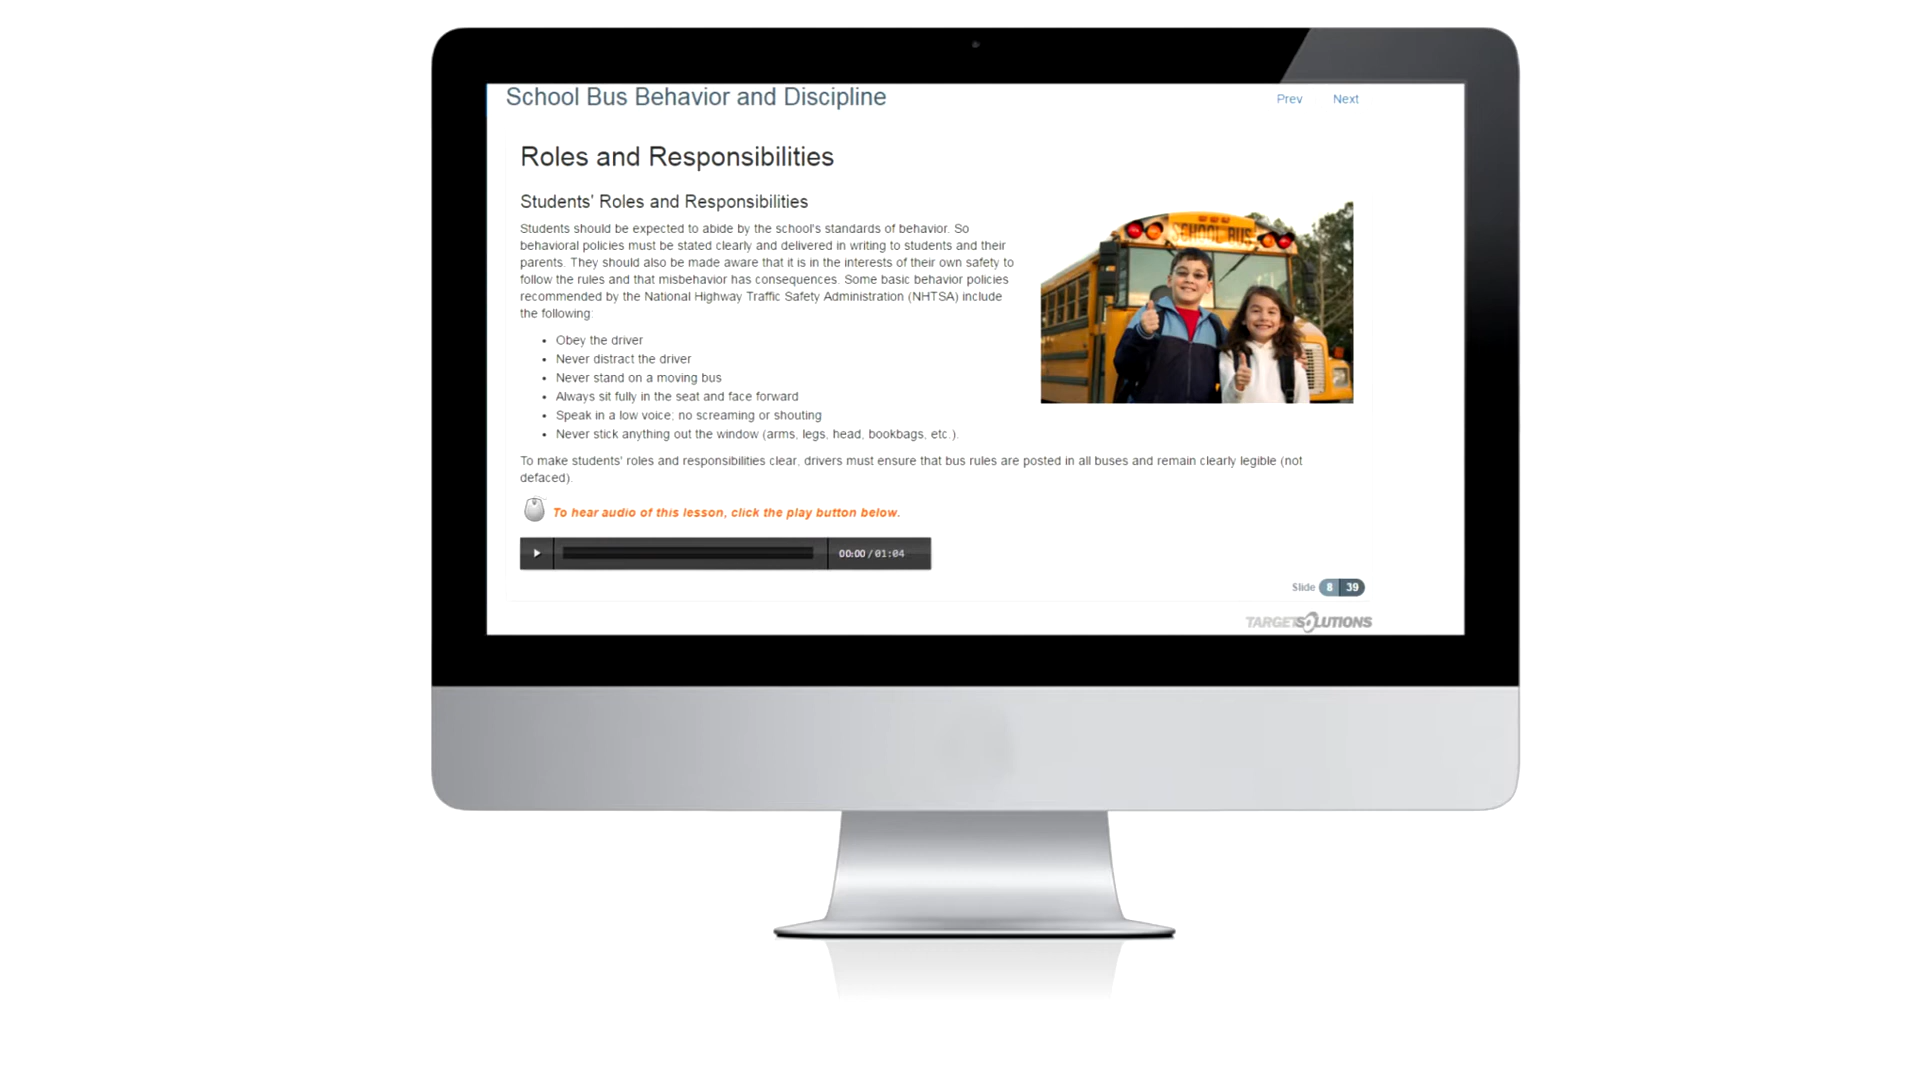 School Bus Behavior and Discipline
Prev Next
Roles and Responsibilities
Students' Roles and Responsibilities
Students should be expected to abide by the school's standards of behavior. So
behavioral policies must be stated clearly and delivered in writing to students and their
parents. They should also be made aware that it is in the interests of their own safety to
follow the rules and that misbehavior has consequences. Some basic behavior policies
recommended by the National Highway Traffic Safety Administration (NHTSA) include
the following:
SCHOOL BUS
• Obey the driver
• Never distract the driver
• Never stand on a moving bus
• Always sit fully in the seat and face forward
• Speak in a low voice; no screaming or shouting
• Never stick anything out the window (arms, legs, head, bookbags, etc.).
To make students' roles and responsibilities clear, drivers must ensure that bus rules are posted in all buses and remain clearly legible (not
defaced).
To hear audio of this lesson, click the play button below.
00:00 / 01:04
Slide 8 39
TARGETSOLUTIONS